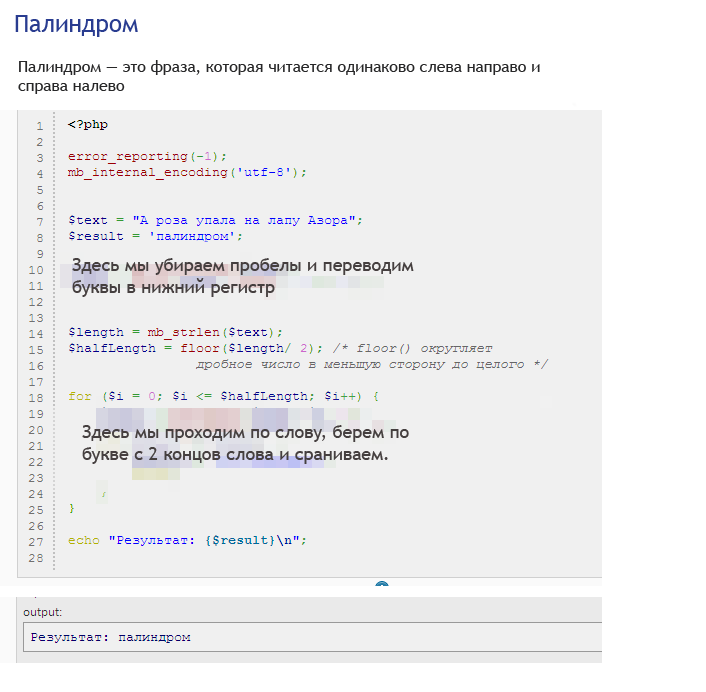 Палиндром
Палиндром — это фраза, которая читается одинаково слева направо и
справа налево
1 <?php
2
3 error_reporting(-1);
4 mb_internal_encoding('utf-8');
5
6
7 $text = "А роза упала на лапу Азора";
8 $result = 'палиндром';
9
Здесь мы убираем пробелы и переводим
10
11 буквы в нижний регистр
12
13
14 $length = mb_strlen($text);
15 $halfLength = floor($length/ 2); /* floor() округляет
16 дробное число в меньшую сторону до целого */
17
18 for ($i = 0; $i <= $halfLength; $i++) {
19
20 Здесь мы проходим по слову, берем по
21
22 букве с 2 концов слова и сраниваем.
23
24
25 }
26
27 echo "Результат: {$result}\n";
28
output:
Результат: палиндром